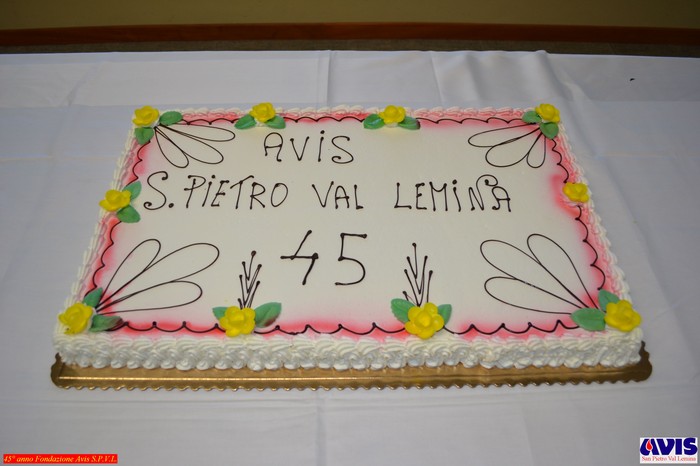 AVIS
S. PIETRO VAL LEMINA
45
45° anno Fondazione Avis S.P.V.L.
AVIS
San Pietro Val Lemina